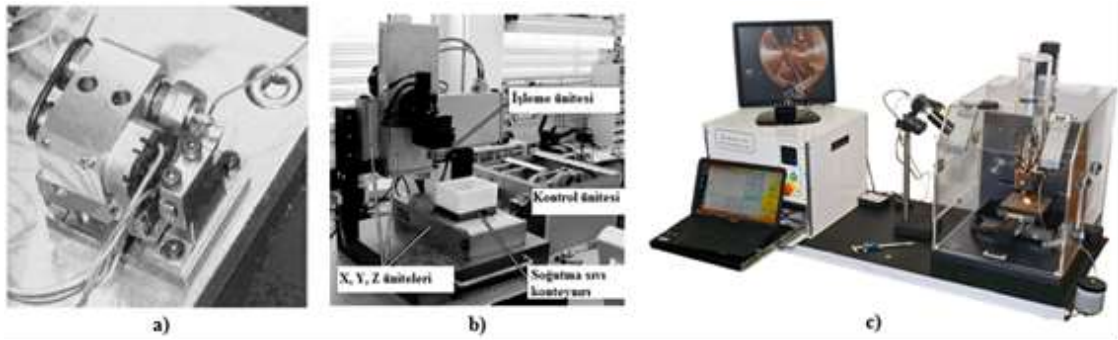 İşleme ünitesi
Kontrol ünitesi
X, Y, Z üniteleri
Soğutma sıvı
konteynırı
a)
b)
c)